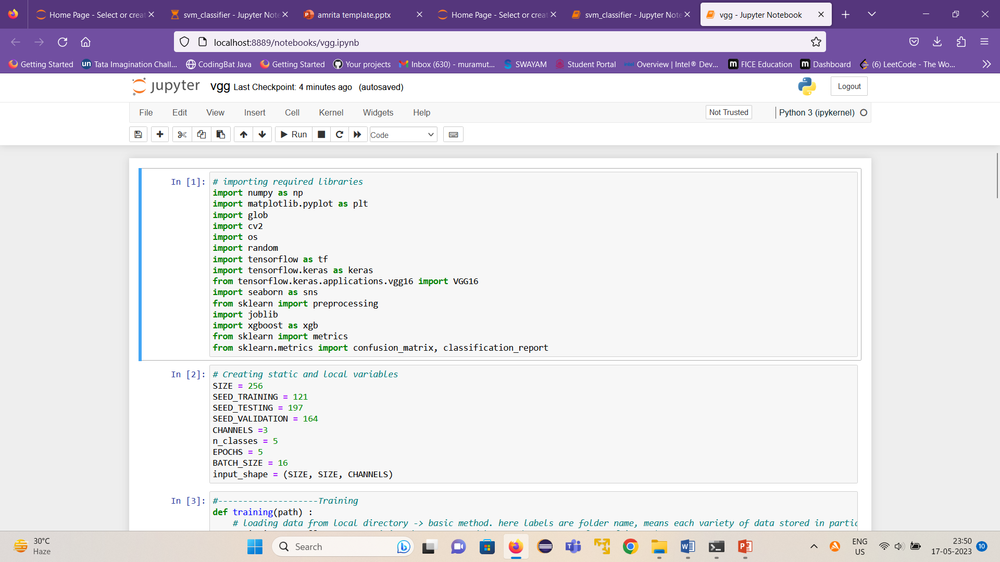 Home Page - Select or creat
svm_classifier - Jupyter Note
amrita template.pptx
Home Page - Select or creat
svm_classifier - Jupyter Note
vgg - Jupyter Notebook
localhost:8889/notebooks/vgg.ipynb
Getting Started
un Tata Imagination Chall...
CodingBat Java
Getting Started
Your projects
Inbox (630) - muramut...
SWAYAM
Student Portal
intel Overview | Intel® Dev...
m FICE Education
m Dashboard
(6) LeetCode - The Wo...
jupyter vgg Last Checkpoint: 4 minutes ago (autosaved)
Logout
File Edit View Insert Cell Kernel Widgets Help
Not Trusted
Python 3 (ipykernel)
Run
Code
In [1]: # importing required libraries
import numpy as np
import matplotlib.pyplot as plt
import glob
import cv2
import os
import random
import tensorflow as tf
import tensorflow.keras as keras
from tensorflow.keras.applications.vgg16 import VGG16
import seaborn as sns
from sklearn import preprocessing
import joblib
import xgboost as xgb
from sklearn import metrics
from sklearn.metrics import confusion_matrix, classification_report
In [2]: # Creating static and local variables
SIZE = 256
SEED_TRAINING = 121
SEED_TESTING = 197
SEED_VALIDATION = 164
CHANNELS =3
n_classes = 5
EPOCHS = 5
BATCH_SIZE = 16
input_shape = (SIZE, SIZE, CHANNELS)
In [3]: #--------------------Training
def training(path) :
# loading data from local directory -> basic method. here labels are folder name, means each variety of data stored in partic
30°C
Haze
Search
ENG
US
23:50
17-05-2023
10